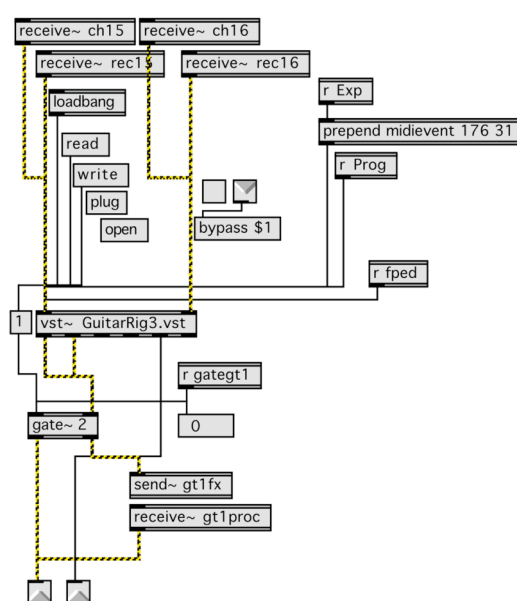 receive~ ch15
receive~ ch16
receive~ rec15
receive~ rec16
loadbang
r Exp
read
prepend midievent 176 31
write
r Prog
plug
open
bypass $1
r fped
1
vst~ GuitarRig3.vst
r gategt1
gate~ 2
0
send~ gt1fx
receive~ gt1proc